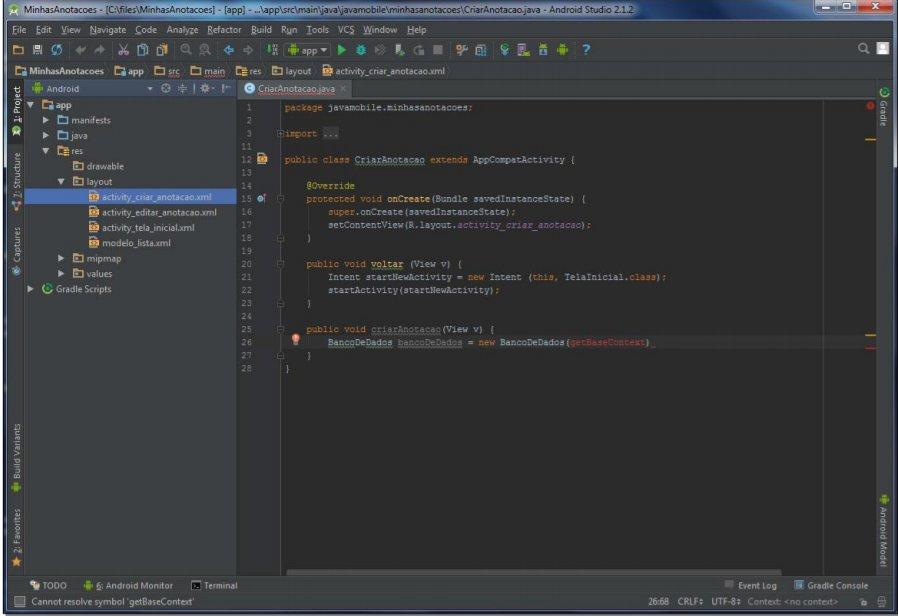 MinhasAnotacoes - [C:\files\MinhasAnotacoes] - [app] - ...\app\src\main\java\javamobile\minhasanotacoes\CriarAnotacao.java - Android Studio 2.1.2
File Edit View Navigate Code Analyze Refactor Build Run Tools VCS Window Help
app
MinhasAnotacoes app src main res layout activity_criar_anotacao.xml
Android
CriarAnotacao.java
1: Project
7: Structure
Captures
Build Variants
2: Favorites
app
manifests
java
res
drawable
layout
activity_criar_anotacao.xml
activity_editar_anotacao.xml
activity_tela_inicial.xml
modelo_lista.xml
mipmap
values
Gradle Scripts
1 package javamobile.minhasanotacoes;
2
3 import ...
11
12 public class CriarAnotacao extends AppCompatActivity {
13
14 @Override
15 protected void onCreate(Bundle savedInstanceState) {
16 super.onCreate(savedInstanceState);
17 setContentView(R.layout.activity_criar_anotacao);
18 }
19
20 public void voltar (View v) {
21 Intent startNewActivity = new Intent (this, TelaInicial.class);
22 startActivity(startNewActivity);
23 }
24
25 public void criarAnotacao(View v) {
26 BancoDeDados bancoDeDados = new BancoDeDados(getBaseContext)
27 }
28 }
Gradle
Android Model
TODO 6: Android Monitor Terminal Event Log Gradle Console
Cannot resolve symbol 'getBaseContext' 26:68 CRLF UTF-8 Context: <no context>